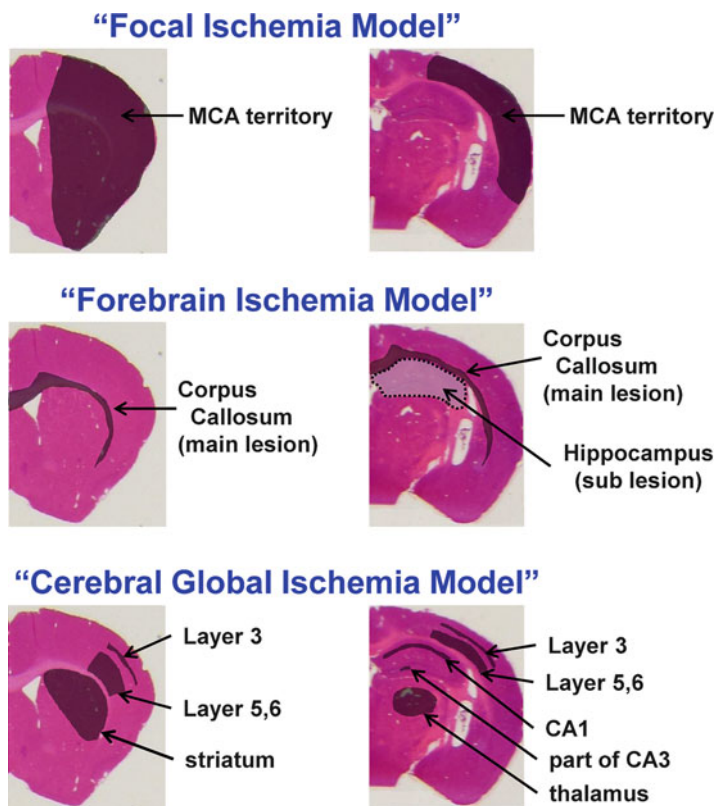 “Focal Ischemia Model”
MCA territory
MCA territory
“Forebrain Ischemia Model”
Corpus
Callosum
(main lesion)
Corpus
Callosum
(main lesion)
Hippocampus
(sub lesion)
“Cerebral Global Ischemia Model”
Layer 3
Layer 5,6
striatum
Layer 3
Layer 5,6
CA1
part of CA3
thalamus